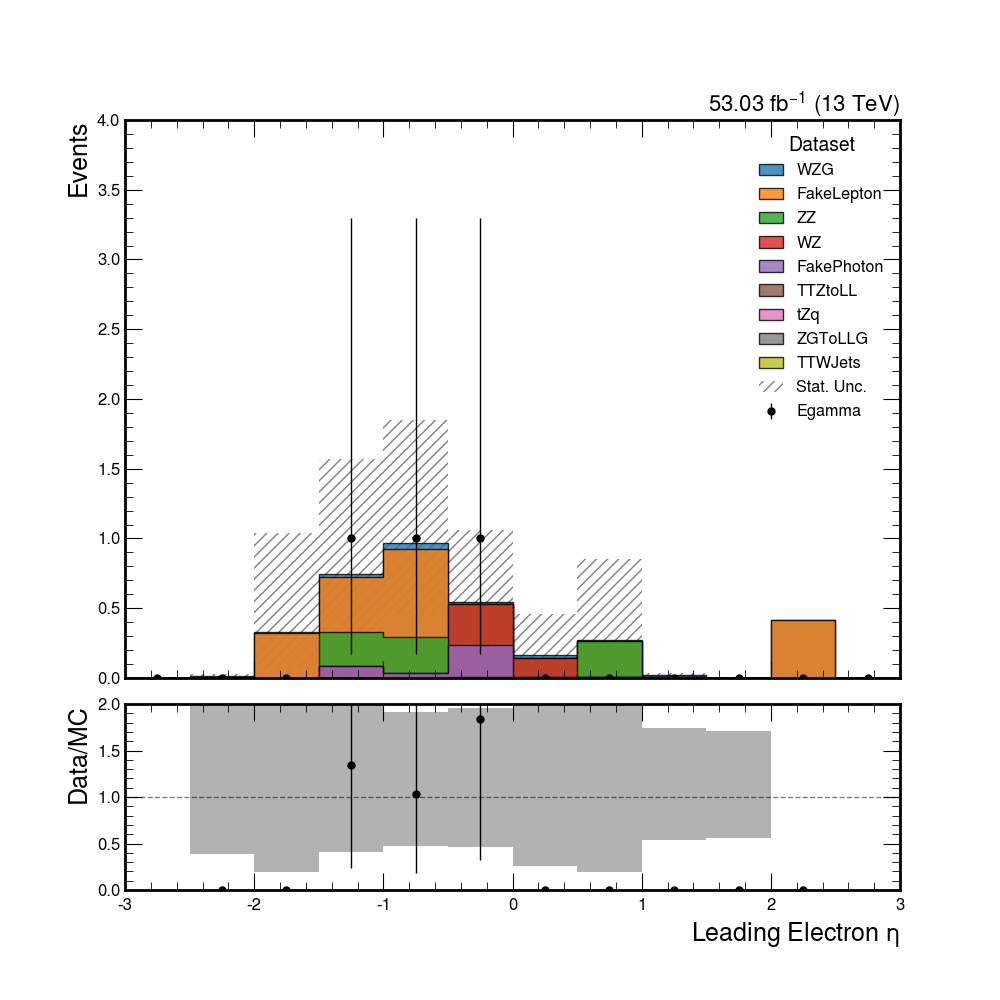 53.03 fb⁻¹ (13 TeV)
Events
4.0
3.5
3.0
2.5
2.0
1.5
1.0
0.5
0.0
Dataset
WZG
FakeLepton
ZZ
WZ
FakePhoton
TTZtoLL
tZq
ZGToLLG
TTWJets
Stat. Unc.
Egamma
Data/MC
2.0
1.5
1.0
0.5
0.0
-3 -2 -1 0 1 2 3
Leading Electron η